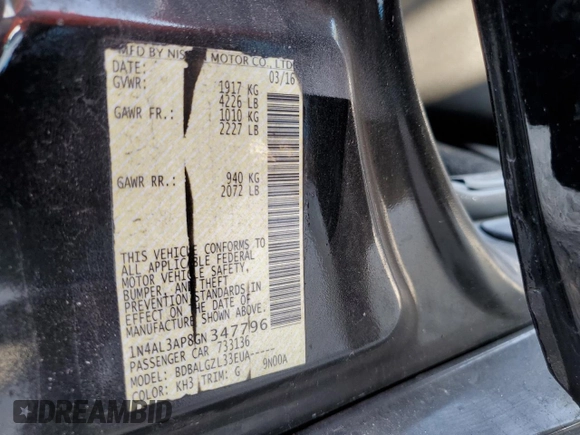 MFD BY NIS MOTOR CO., LTD
DATE: 03/16
GVWR: 1917 KG
4226 LB
GAWR FR.: 1010 KG
2227 LB
GAWR RR.: 940 KG
2072 LB
THIS VEHICLE CONFORMS TO
ALL APPLICABLE FEDERAL
MOTOR VEHICLE SAFETY,
BUMPER, AND THEFT
PREVENTION STANDARDS IN
EFFECT ON THE DATE OF
MANUFACTURE SHOWN ABOVE.
1N4AL3AP8GN347796
PASSENGER CAR 733136
MODEL: BDBALGZL33EUA-----
COLOR: KH3 TRIM: G 9N00A
DREAMBID.com